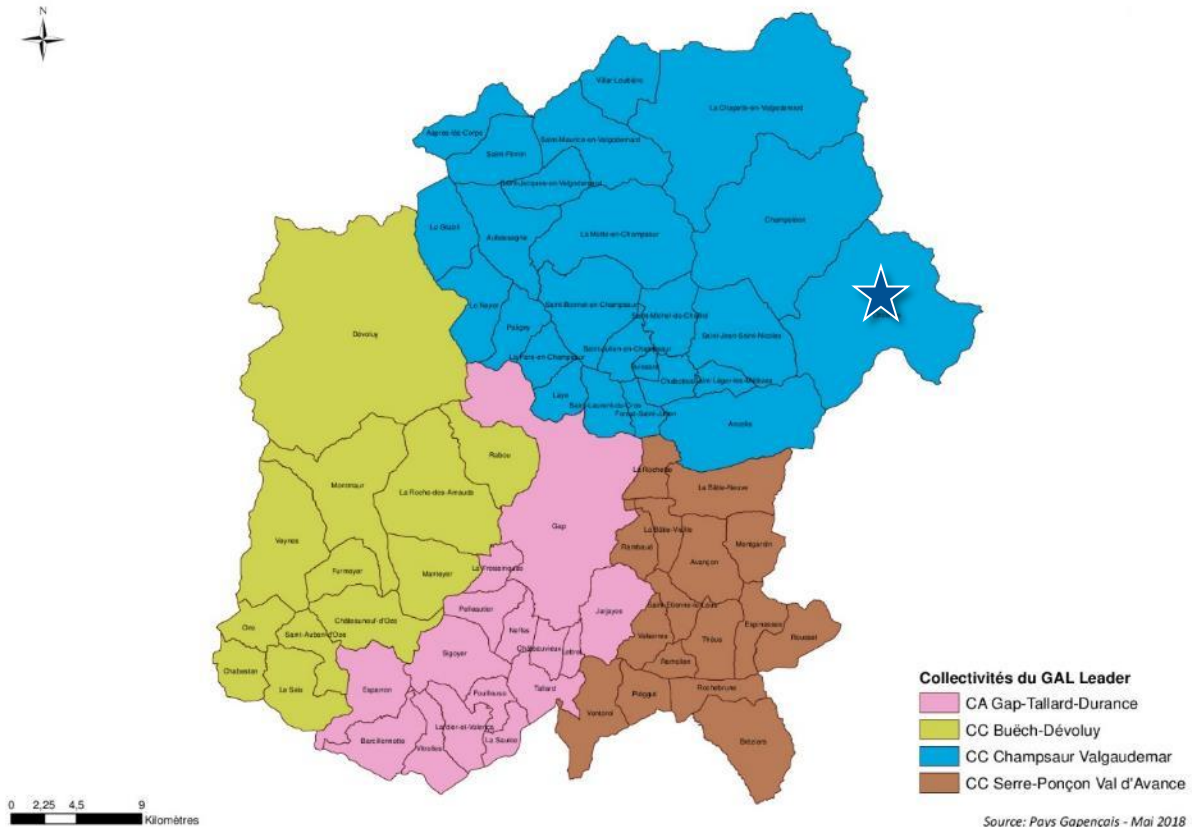 N
Villar-Loubière
La Chapelle-en-Valgaudemard
Aspres-lès-Corps
Saint-Maurice-en-Valgodemard
Saint-Firmin
Saint-Jacques-en-Valgodemard
Champoléon
Le Glaizil
Aubessagne
La Motte-en-Champsaur
Le Noyer
Saint-Bonnet-en-Champsaur
Poligny
Saint-Michel-de-Chaillol
Dévoluy
Saint-Jean-Saint-Nicolas
Saint-Julien-en-Champsaur
La Fare-en-Champsaur
Buissard
Chabottes
Saint-Léger-les-Mélèzes
Laye
Saint-Laurent-du-Cros
Forest-Saint-Julien
Ancelle
Rabou
La Rochette
Montmaur
La Roche-des-Arnauds
La Bâtie-Neuve
Gap
La Bâtie-Vieille
Veynes
Rambaud
Montgardin
Avançon
La Freissinouse
Furmeyer
Manteyer
Pelleautier
Jarjayes
Saint-Etienne-le-Laus
Châteauneuf-d'Oze
Oze
Saint-Auban-d'Oze
Neffes
Valserres
Théus
Espinasses
Rousset
Châteauvieux
Lettret
Sigoyer
Remollon
Chabestan
Le Saix
Esparron
Fouillouse
Tallard
Piégut
Rochebrune
Venterol
Lardier-et-Valença
Barcillonnette
Vitrolles
La Saulce
Bréziers
Collectivités du GAL Leader
CA Gap-Tallard-Durance
CC Buëch-Dévoluy
CC Champsaur Valgaudemar
CC Serre-Ponçon Val d'Avance
0 2,25 4,5 9
Kilomètres
Source: Pays Gapençais - Mai 2018